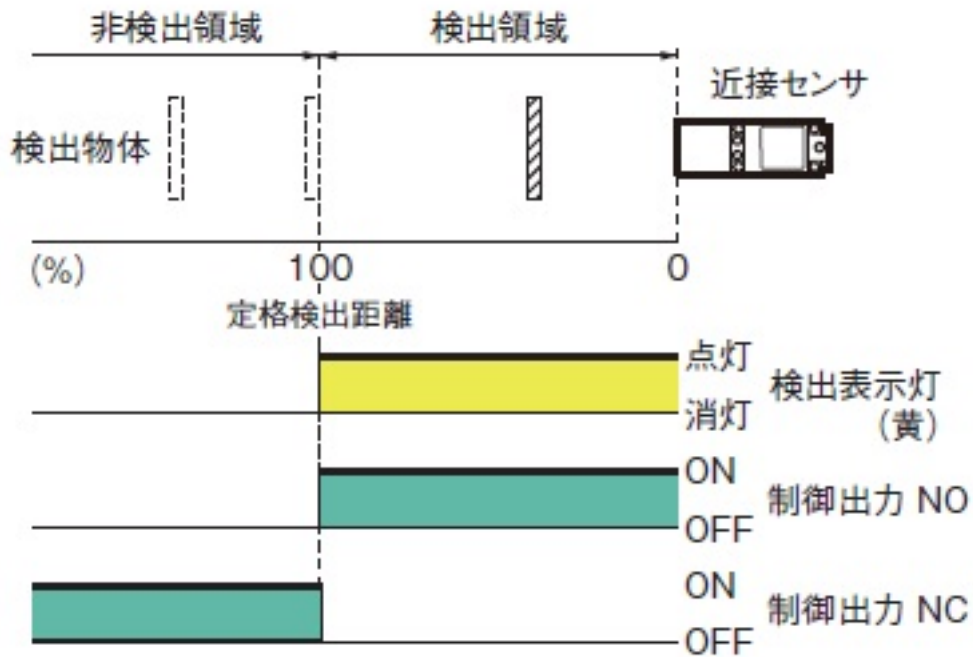 非検出領域
検出領域
近接センサ
検出物体
(%)
100
0
定格検出距離
点灯
消灯
検出表示灯
(黄)
ON
OFF
制御出力 NO
ON
OFF
制御出力 NC